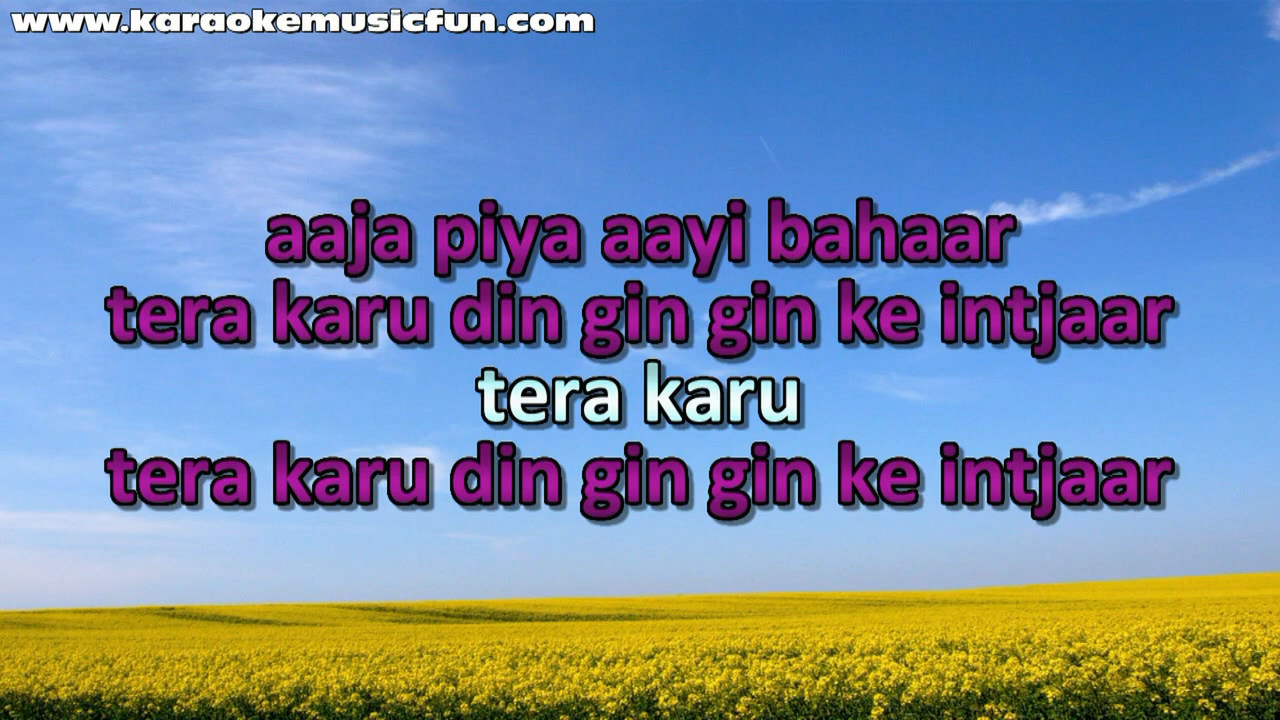 www.karaokemusicfun.com
aaja piya aayi bahaar
tera karu din gin gin ke intjaar
tera karu
tera karu din gin gin ke intjaar